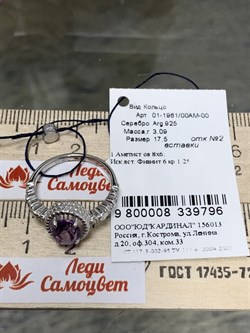 Вид Кольцо
Арт. 01-1961/00АМ-00
Серебро Arg 925
Масса,г 3.09
Размер 17.5 отк №2
вставки
1 Аметист ов 8х6;
Иск.вст. Фианит 6 кр 1.25
9 800008 339796
ООО"ЮД"КАРДИНАЛ" 156013
Россия, г.Кострома, ул.Ленина
д.20, оф.304, ком.33
Леди
Самоцвет
Леди
Самоцвет
ГОСТ 17435-72